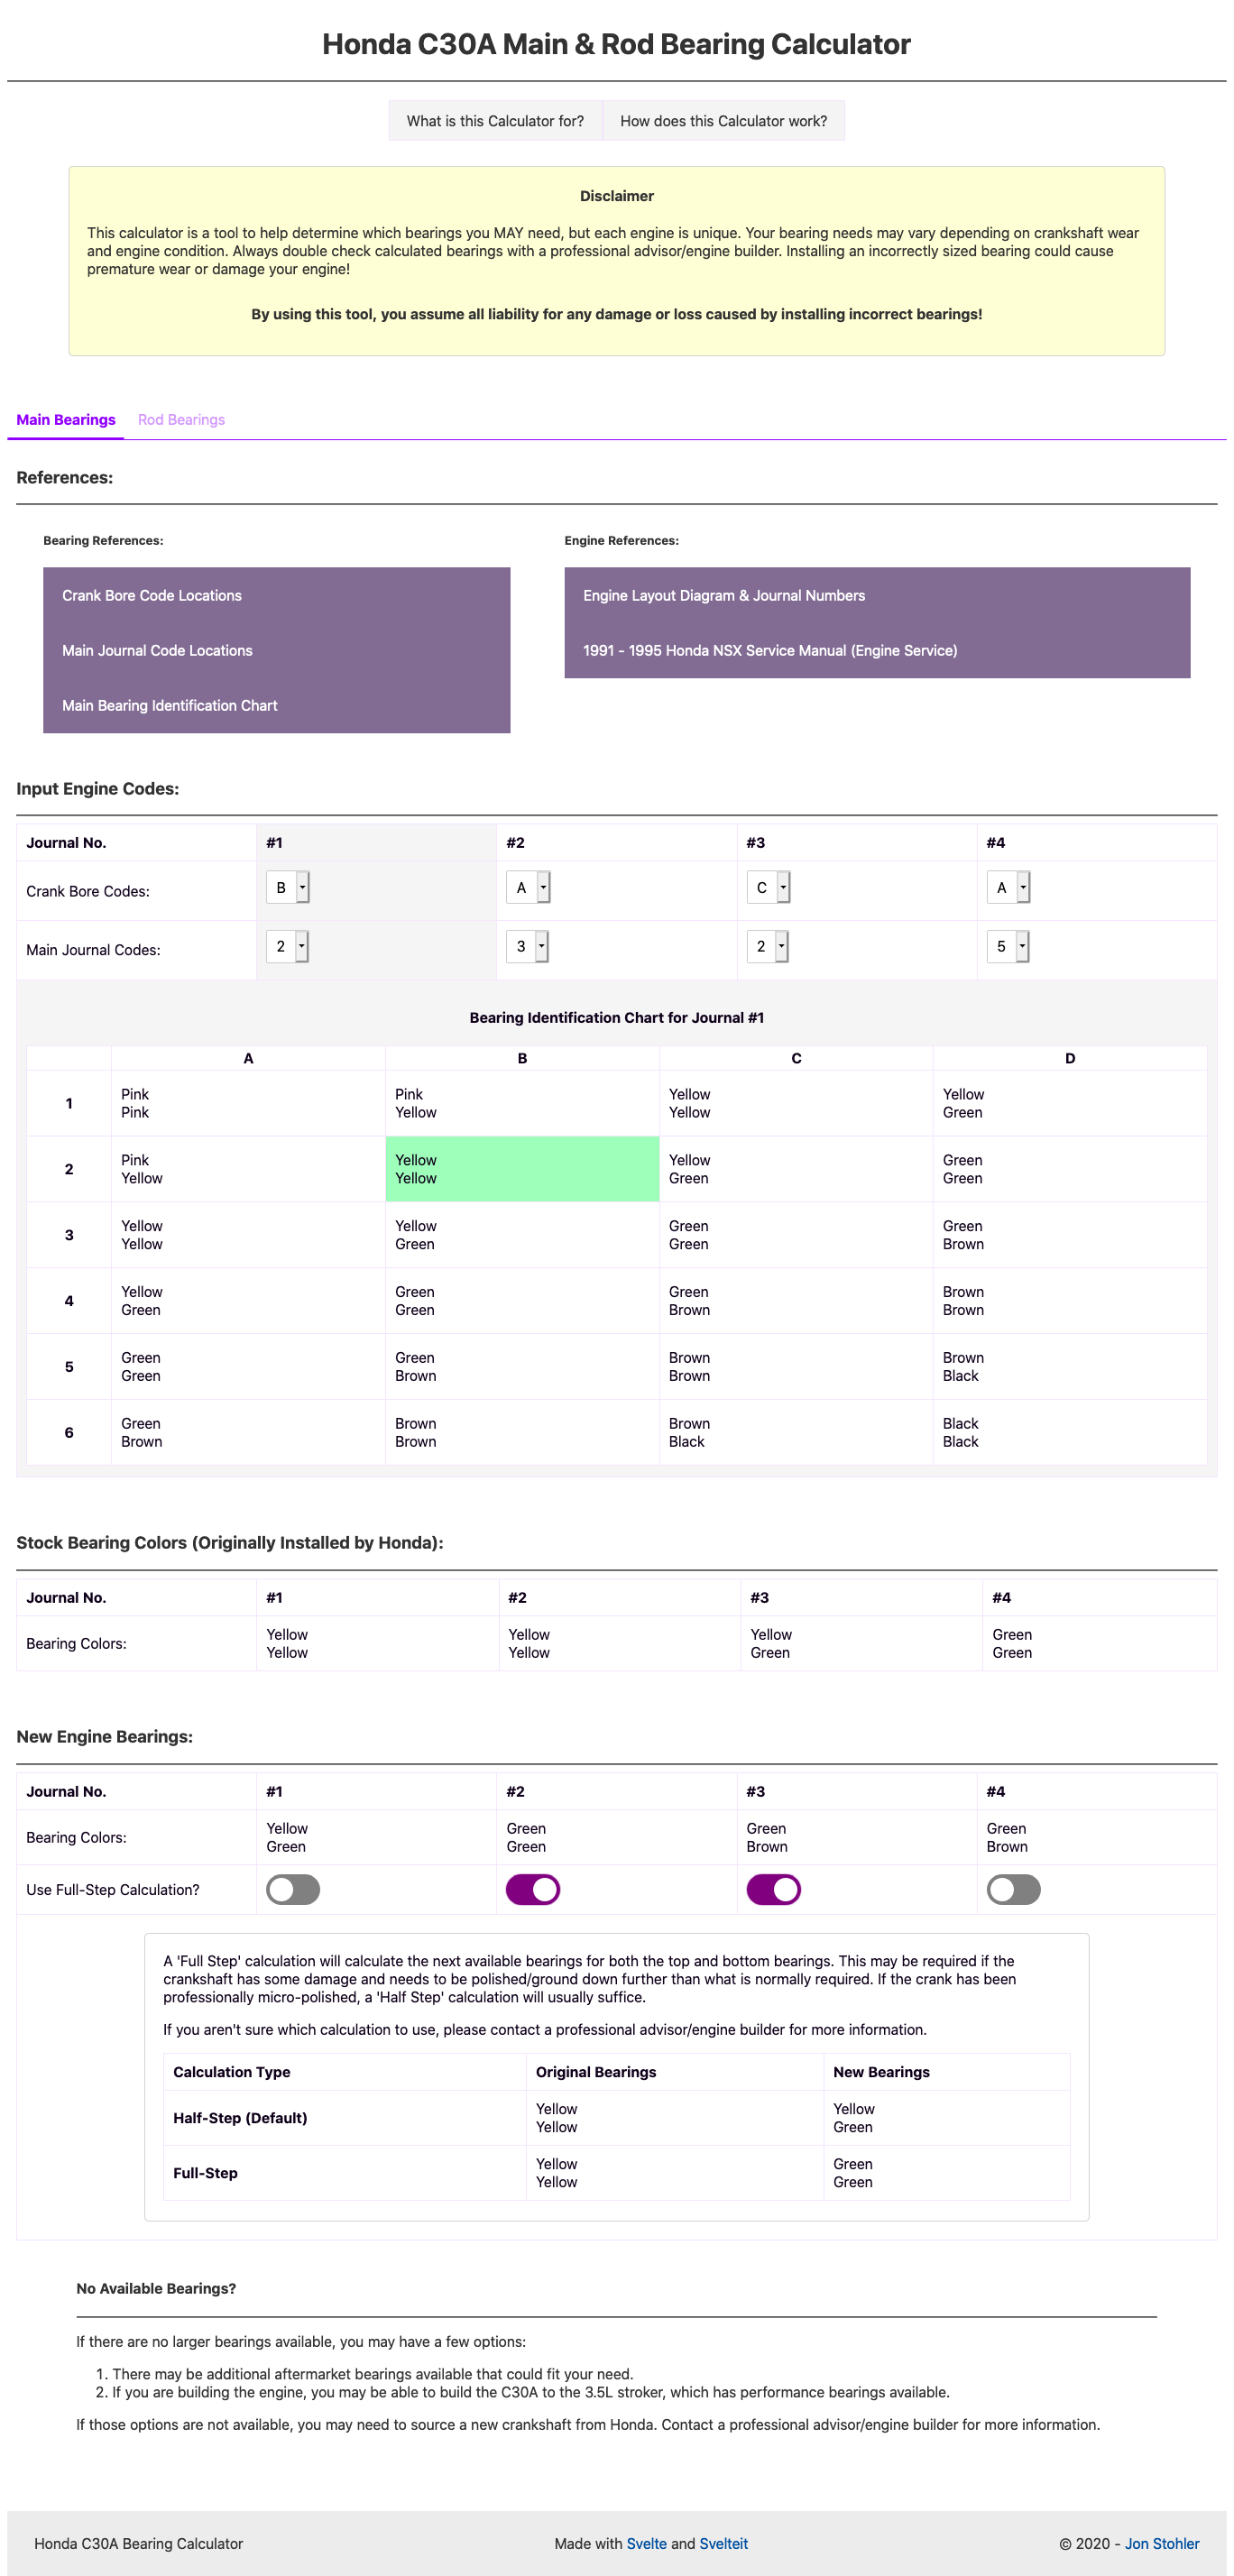 Honda C30A Main & Rod Bearing Calculator
What is this Calculator for? How does this Calculator work?
Disclaimer
This calculator is a tool to help determine which bearings you MAY need, but each engine is unique. Your bearing needs may vary depending on crankshaft wear
and engine condition. Always double check calculated bearings with a professional advisor/engine builder. Installing an incorrectly sized bearing could cause
premature wear or damage your engine!
By using this tool, you assume all liability for any damage or loss caused by installing incorrect bearings!
Main Bearings Rod Bearings
References:
Bearing References:
Crank Bore Code Locations
Main Journal Code Locations
Main Bearing Identification Chart
Engine References:
Engine Layout Diagram & Journal Numbers
1991 - 1995 Honda NSX Service Manual (Engine Service)
Input Engine Codes:
Journal No. #1 #2 #3 #4
Crank Bore Codes: B A C A
Main Journal Codes: 2 3 2 5
Bearing Identification Chart for Journal #1
A B C D
1 Pink Pink Yellow Yellow
Pink Yellow Yellow Green
2 Pink Yellow Yellow Green
Yellow Yellow Green Green
3 Yellow Yellow Green Green
Yellow Green Green Brown
4 Yellow Green Green Brown
Green Green Brown Brown
5 Green Green Brown Brown
Green Brown Brown Black
6 Green Brown Brown Black
Brown Brown Black Black
Stock Bearing Colors (Originally Installed by Honda):
Journal No. #1 #2 #3 #4
Bearing Colors: Yellow Yellow Yellow Green
Yellow Yellow Green Green
New Engine Bearings:
Journal No. #1 #2 #3 #4
Bearing Colors: Yellow Green Green Green
Green Green Brown Brown
Use Full-Step Calculation?
A 'Full Step' calculation will calculate the next available bearings for both the top and bottom bearings. This may be required if the
crankshaft has some damage and needs to be polished/ground down further than what is normally required. If the crank has been
professionally micro-polished, a 'Half Step' calculation will usually suffice.
If you aren't sure which calculation to use, please contact a professional advisor/engine builder for more information.
Calculation Type Original Bearings New Bearings
Half-Step (Default) Yellow Yellow
Yellow Green
Full-Step Yellow Green
Yellow Green
No Available Bearings?
If there are no larger bearings available, you may have a few options:
1. There may be additional aftermarket bearings available that could fit your need.
2. If you are building the engine, you may be able to build the C30A to the 3.5L stroker, which has performance bearings available.
If those options are not available, you may need to source a new crankshaft from Honda. Contact a professional advisor/engine builder for more information.
Honda C30A Bearing Calculator Made with Svelte and Svelteit © 2020 - Jon Stohler